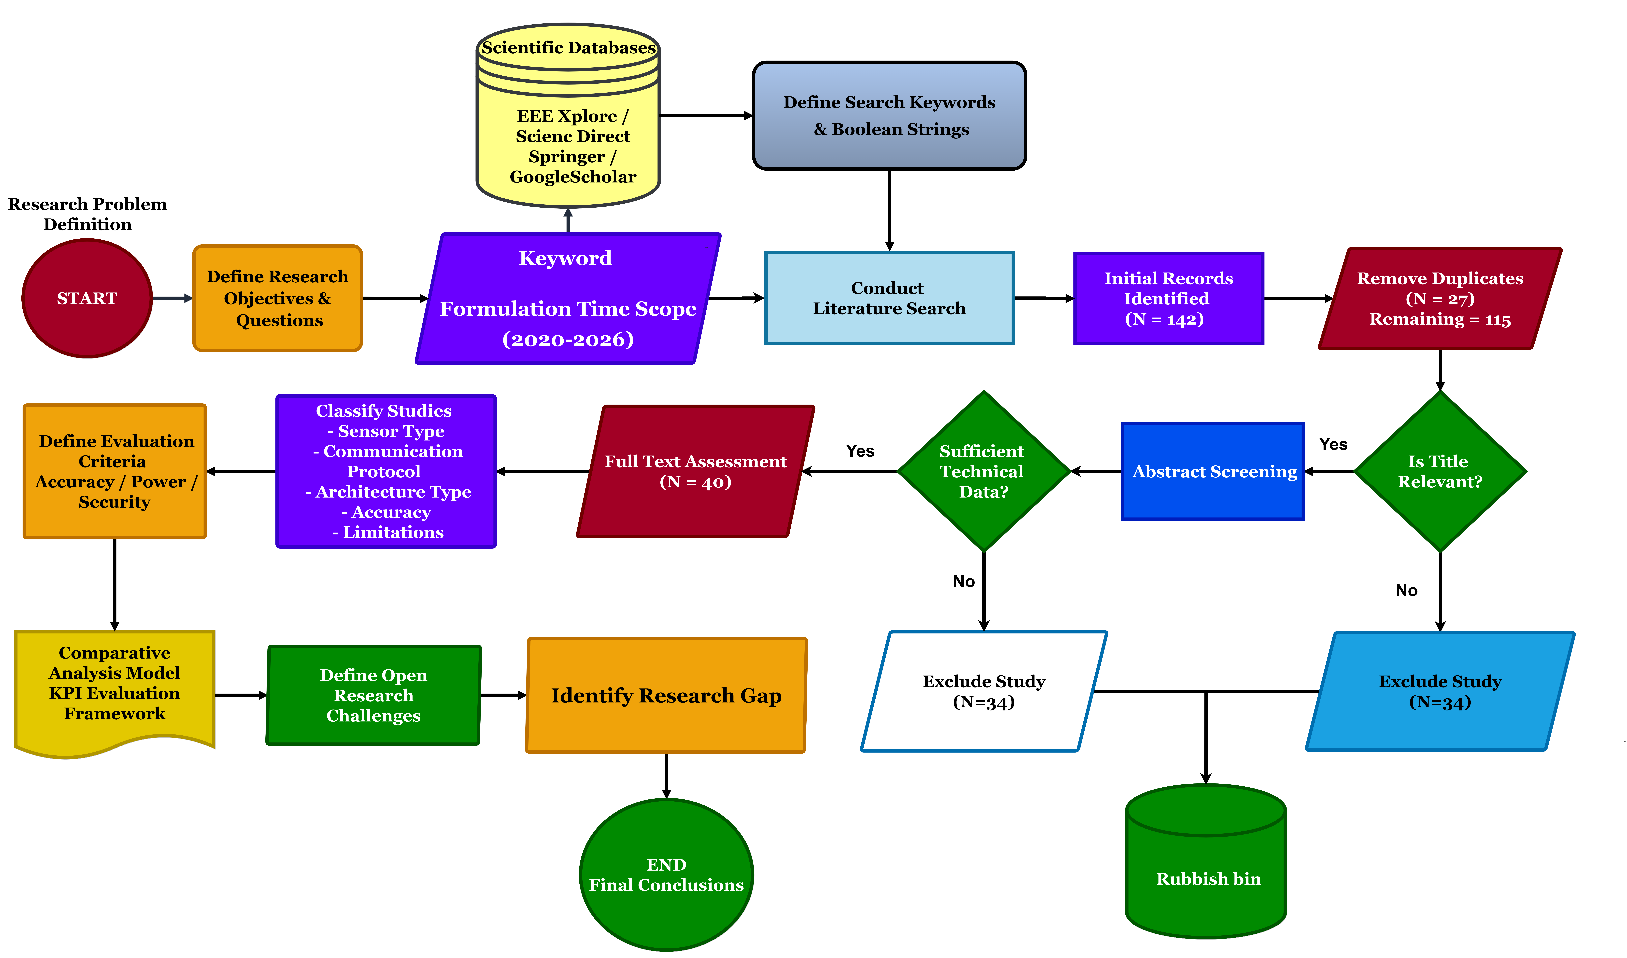 Scientific Databases
EEE Xplore /
Scienc Direct
Springer /
GoogleScholar
Define Search Keywords
& Boolean Strings
Research Problem
Definition
START
Define Research
Objectives &
Questions
Keyword
Formulation Time Scope
(2020-2026)
Conduct
Literature Search
Initial Records
Identified
(N = 142)
Remove Duplicates
(N = 27)
Remaining = 115
Is Title
Relevant?
Yes
Abstract Screening
Sufficient
Technical
Data?
Yes
Full Text Assessment
(N = 40)
Classify Studies
- Sensor Type
- Communication
Protocol
- Architecture Type
- Accuracy
- Limitations
Define Evaluation
Criteria
Accuracy / Power /
Security
No
No
Comparative
Analysis Model
KPI Evaluation
Framework
Define Open
Research
Challenges
Identify Research Gap
Exclude Study
(N=34)
Exclude Study
(N=34)
END
Final Conclusions
Rubbish bin